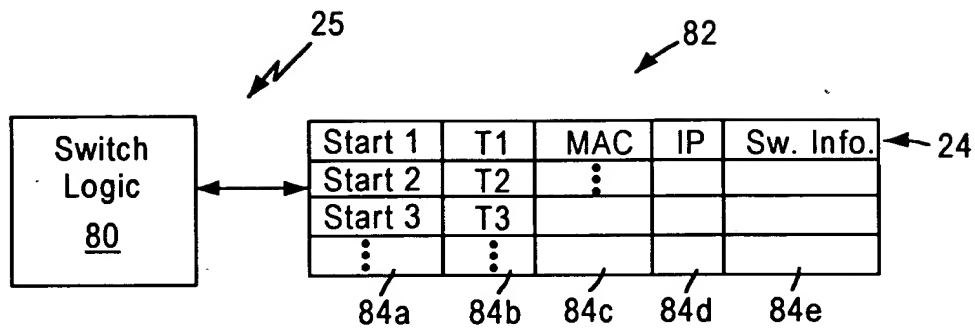 25
82
Switch
Logic
80
Start 1 T1 MAC IP Sw. Info.
24
Start 2 T2
Start 3 T3
84a 84b 84c 84d 84e